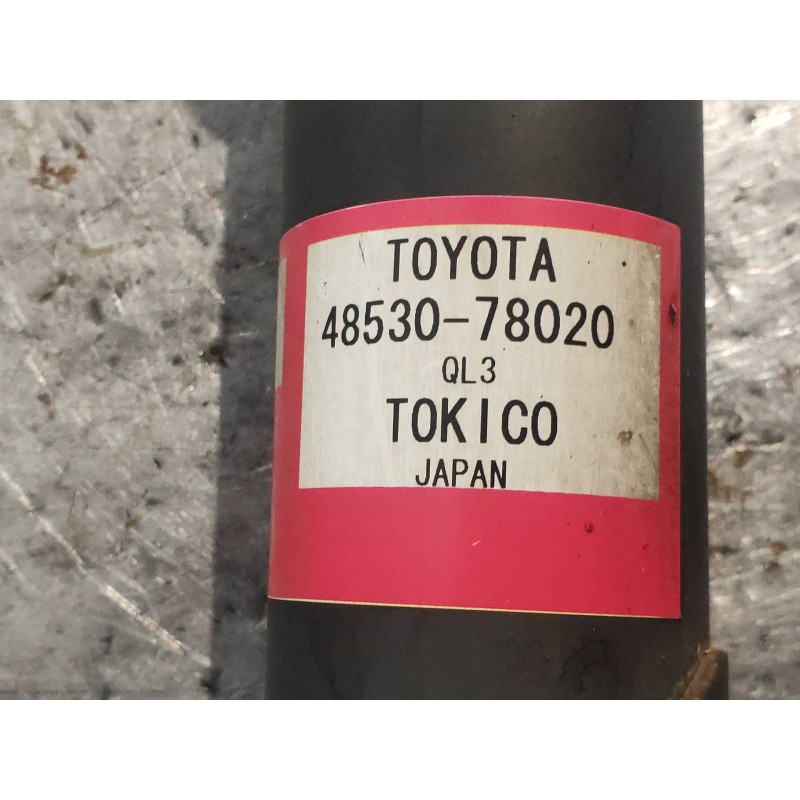 TOYOTA
48530-78020
QL3
TOKICO
JAPAN